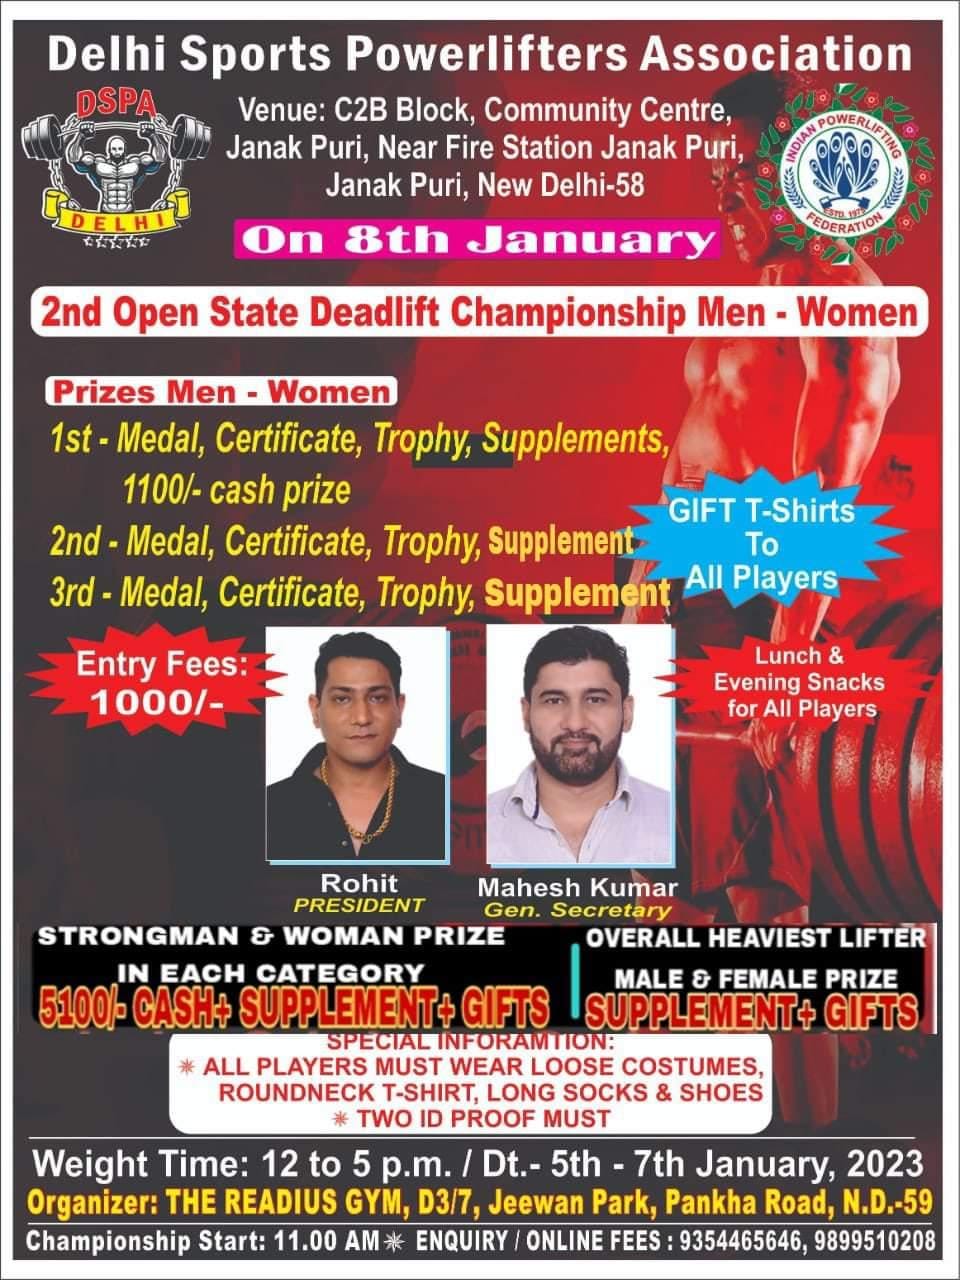 Delhi Sports Powerlifters Association
DSPA
DELHI
Venue: C2B Block, Community Centre,
Janak Puri, Near Fire Station Janak Puri,
Janak Puri, New Delhi-58
INDIAN POWERLIFTING
ESTD. 1973
FEDERATION
On 8th January
2nd Open State Deadlift Championship Men - Women
Prizes Men - Women
1st - Medal, Certificate, Trophy, Supplements,
1100/- cash prize
2nd - Medal, Certificate, Trophy, Supplement
3rd - Medal, Certificate, Trophy, Supplement
GIFT T-Shirts
To
All Players
Entry Fees:
1000/-
Lunch &
Evening Snacks
for All Players
Rohit
PRESIDENT
Mahesh Kumar
Gen. Secretary
STRONGMAN & WOMAN PRIZE
IN EACH CATEGORY
5100/- CASH+ SUPPLEMENT+ GIFTS
OVERALL HEAVIEST LIFTER
MALE & FEMALE PRIZE
SUPPLEMENT+ GIFTS
SPECIAL INFORAMTION:
✴ ALL PLAYERS MUST WEAR LOOSE COSTUMES,
ROUNDNECK T-SHIRT, LONG SOCKS & SHOES
✴ TWO ID PROOF MUST
Weight Time: 12 to 5 p.m. / Dt.- 5th - 7th January, 2023
Organizer: THE READIUS GYM, D3/7, Jeewan Park, Pankha Road, N.D.-59
Championship Start: 11.00 AM✴ ENQUIRY / ONLINE FEES : 9354465646, 9899510208